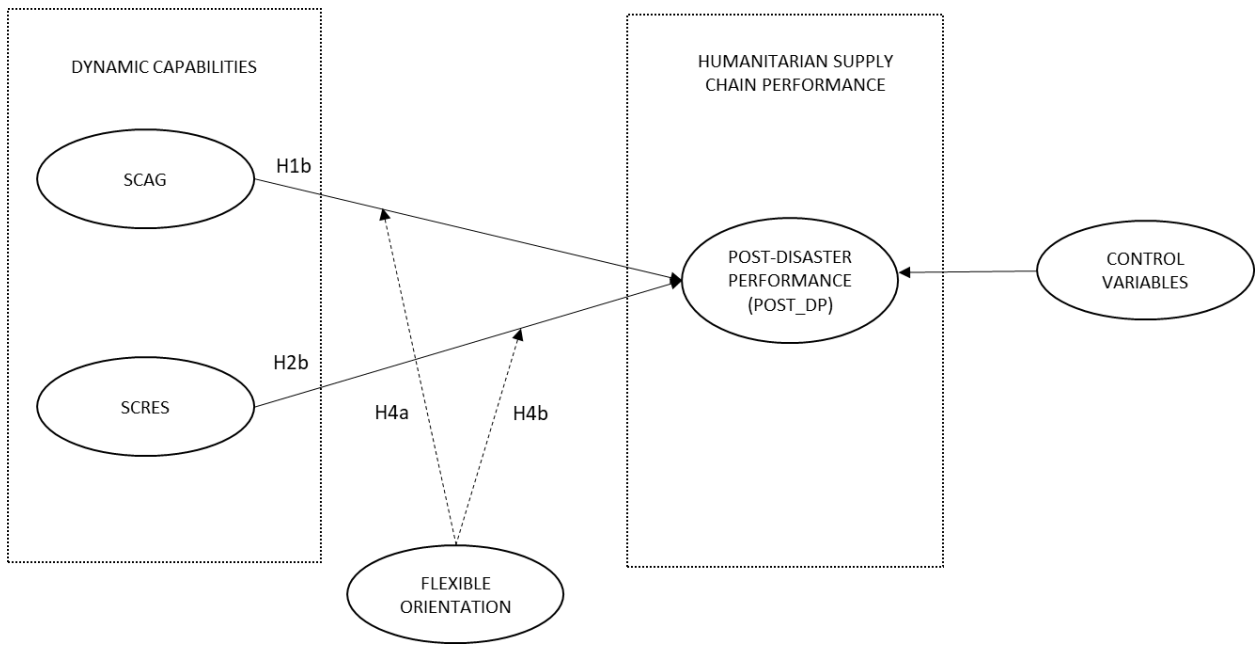 DYNAMIC CAPABILITIES
HUMANITARIAN SUPPLY
CHAIN PERFORMANCE
SCAG
H1b
POST-DISASTER
PERFORMANCE
(POST_DP)
CONTROL
VARIABLES
SCRES
H2b
H4a
H4b
FLEXIBLE
ORIENTATION